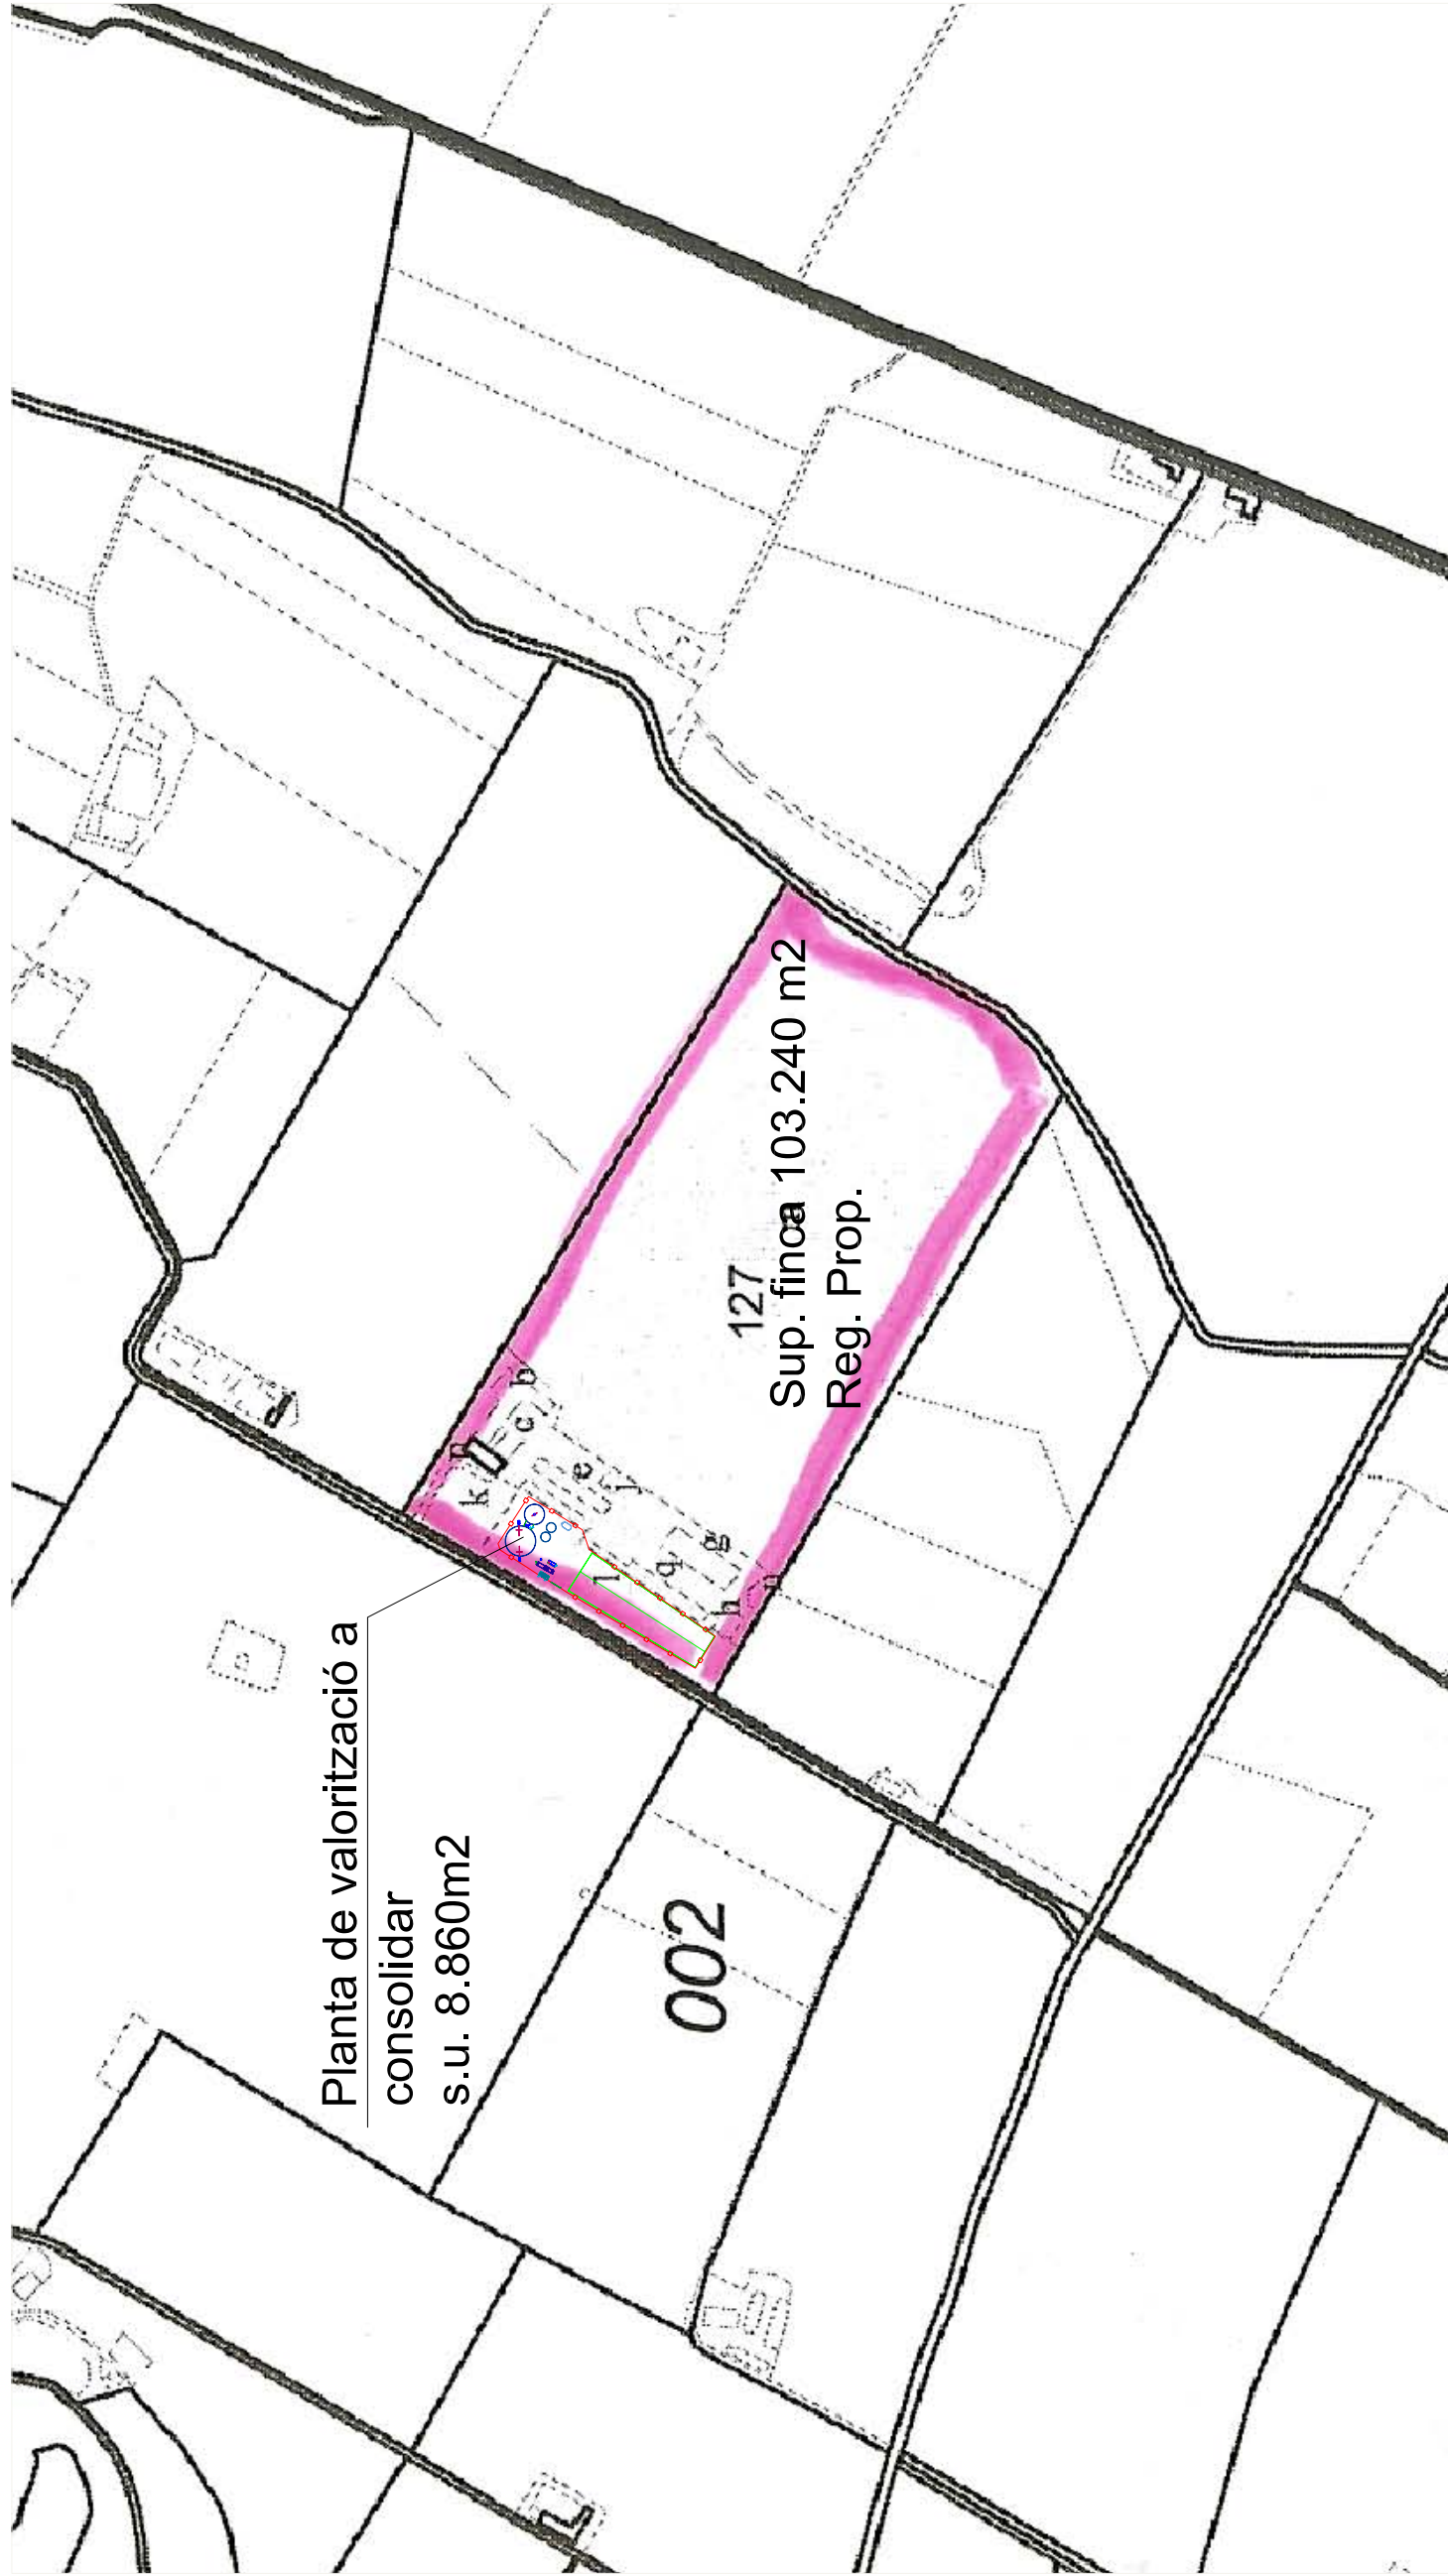 Planta de valorització a
consolidar
s.u. 8.860m2
002
127
Sup. finca 103.240 m2
Reg. Prop.
n
b
c
k
e
l
q
g
h
n